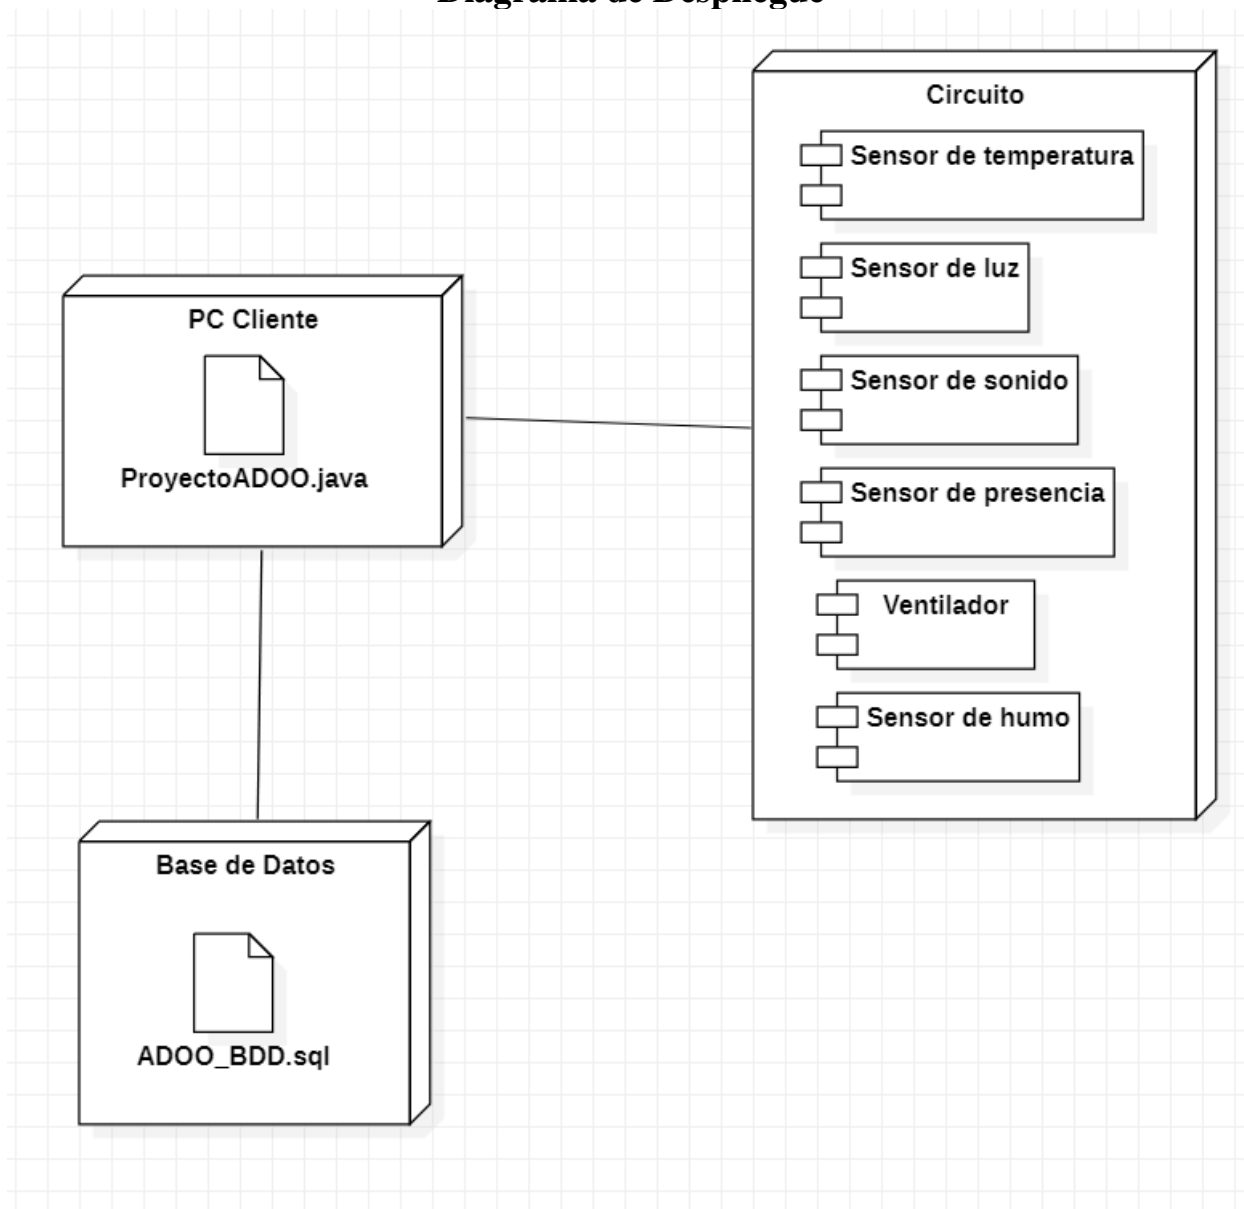 Diagrama de Despliegue
Circuito
Sensor de temperatura
Sensor de luz
Sensor de sonido
Sensor de presencia
Ventilador
Sensor de humo
PC Cliente
ProyectoADOO.java
Base de Datos
ADOO_BDD.sql